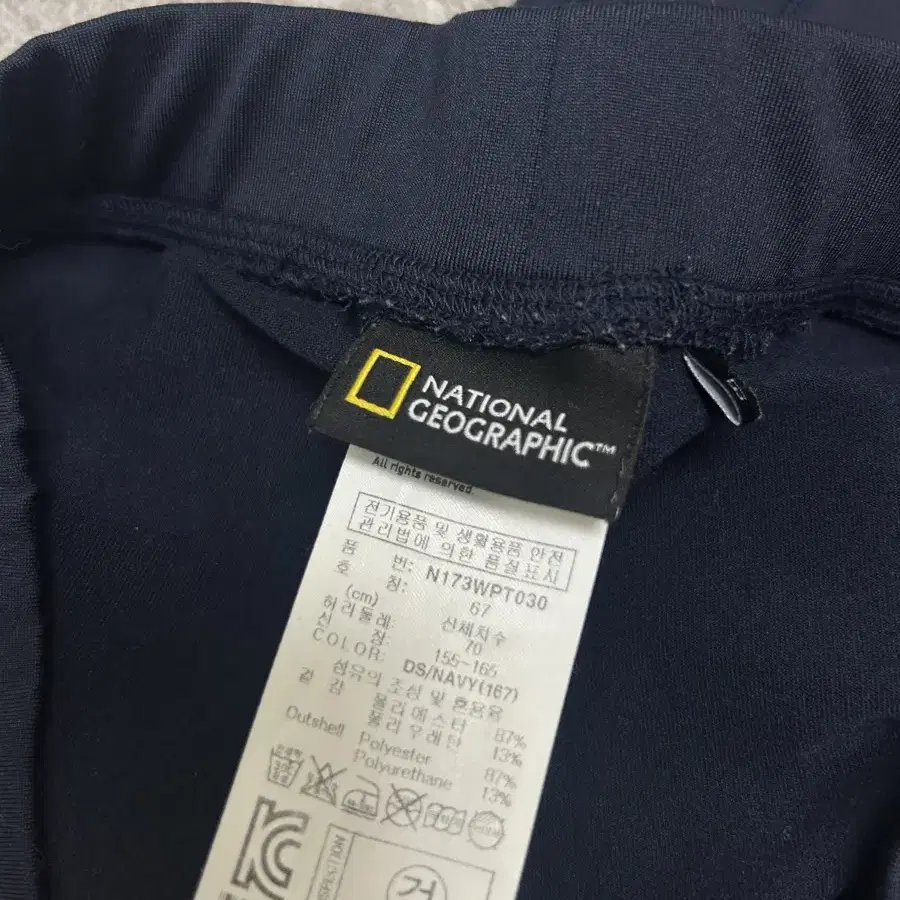 NATIONAL
GEOGRAPHIC™
All rights reserved.
전기용품 및 생활용품 안전
관리법에 의한 품질표시
품 번: N173WPT030
호 칭: 67
(cm) 신체치수
허리둘레: 70
신 장: 155-165
COLOR: DS/NAVY(167)
섬유의 조성 및 혼용율
겉감 폴리에스터 87%
폴리우레탄 13%
Outshell Polyester 87%
Polyurethane 13%
KC
검